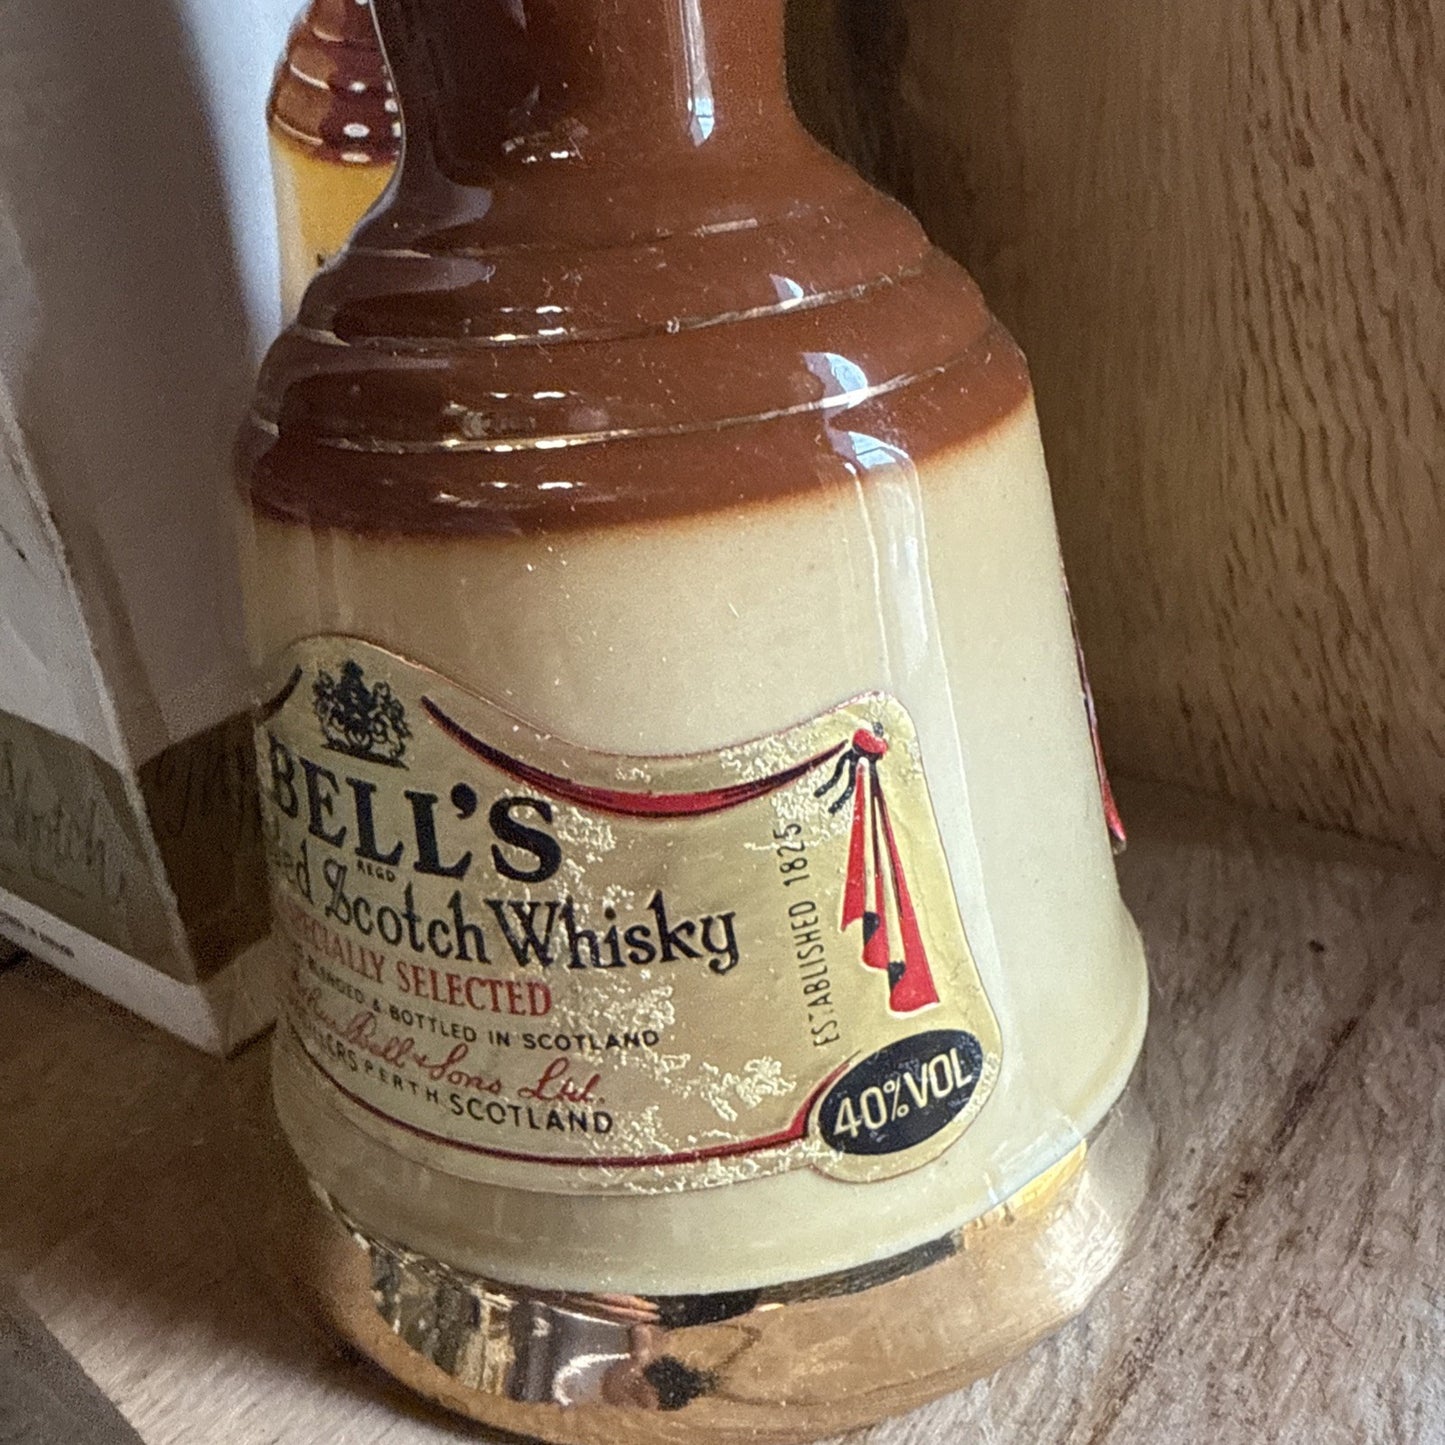 BELL'S
REGD
Scotch Whisky
SPECIALLY SELECTED
BLENDED & BOTTLED IN SCOTLAND
Bell & Sons Ltd.
PERTH SCOTLAND
ESTABLISHED 1825
40%VOL
Scotch